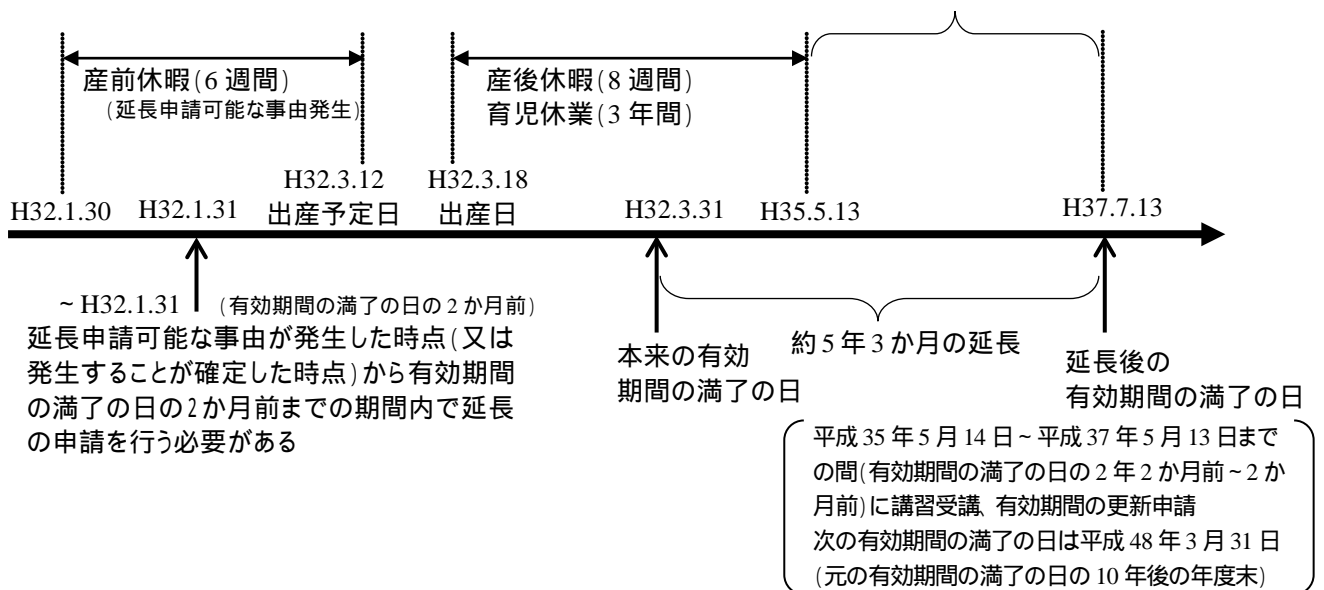 産前休暇(6 週間)
(延長申請可能な事由発生)
産後休暇(8 週間)
育児休業(3 年間)
H32.1.30
H32.1.31
H32.3.12
出産予定日
H32.3.18
出産日
H32.3.31
H35.5.13
H37.7.13
~ H32.1.31 (有効期間の満了の日の 2 か月前)
延長申請可能な事由が発生した時点(又は
発生することが確定した時点)から有効期間
の満了の日の2か月前までの期間内で延長
の申請を行う必要がある
本来の有効
期間の満了の日
約5年3か月の延長
延長後の
有効期間の満了の日
平成 35 年 5 月 14 日 ~ 平成 37 年 5 月 13 日まで
の間(有効期間の満了の日の 2 年 2 か月前 ~ 2 か
月前)に講習受講、有効期間の更新申請
次の有効期間の満了の日は平成 48 年 3 月 31 日
(元の有効期間の満了の日の 10 年後の年度末)